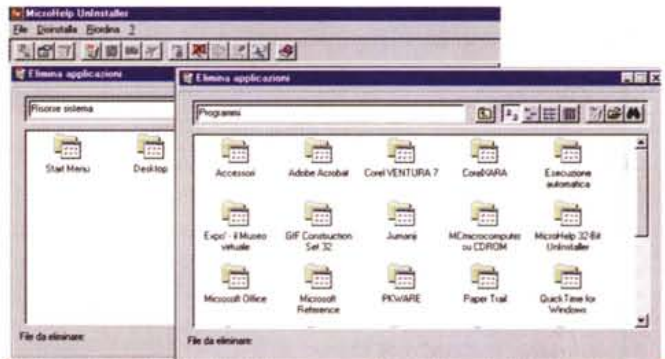 MicroHelp UnInstaller
File Disinstalla Riordina ?
Elimina applicazioni
Risorse sistema
Start Menu
Desktop
File da eliminare:
Elimina applicazioni
Programmi
Accessori
Adobe Acrobat
Corel VENTURA 7
CorelXARA
Esecuzione
automatica
Expo' - il Museo
virtuale
GIF Construction
Set 32
Jumanji
MCmicrocomputer
su CDROM
MicroHelp 32-Bit
UnInstaller
Microsoft Office
Microsoft
Reference
PKWARE
Paper Trail
QuickTime for
Windows
File da eliminare: